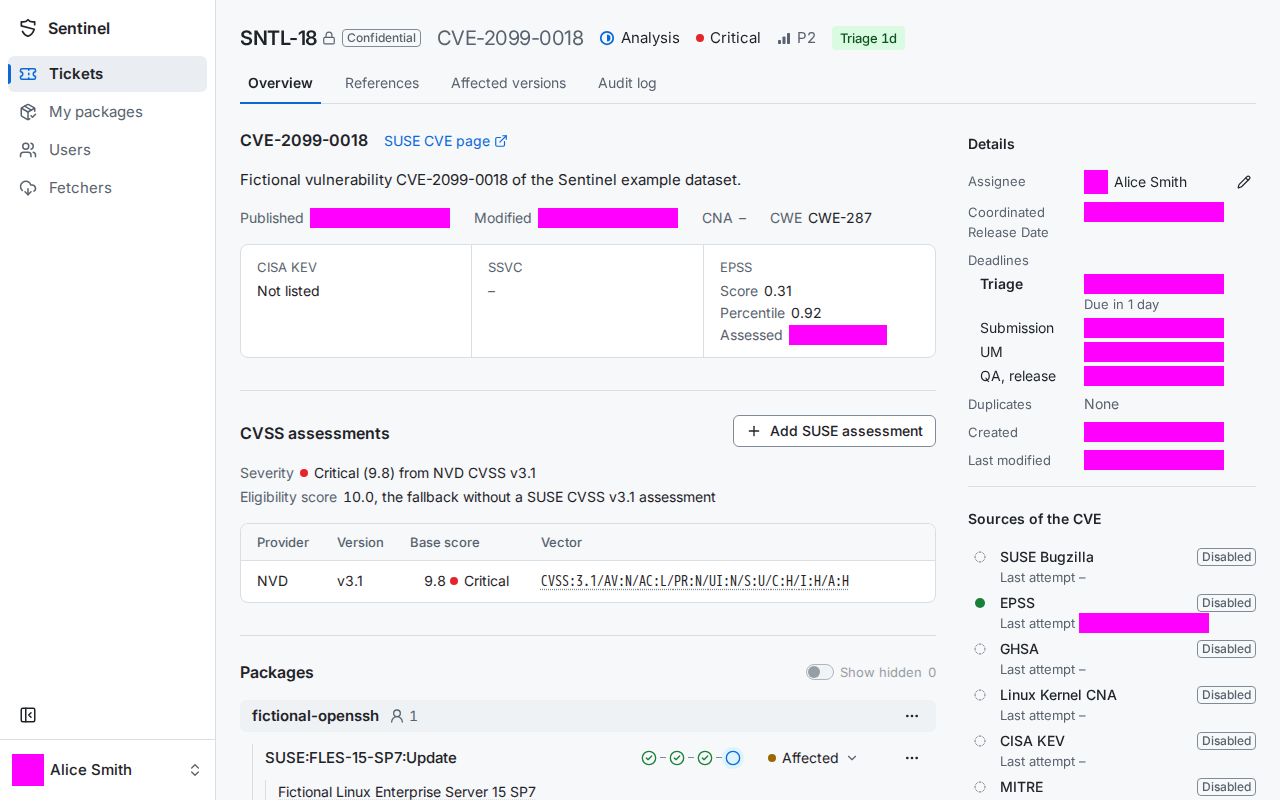 Sentinel
Tickets
My packages
Users
Fetchers
Alice Smith
SNTL-18 Confidential CVE-2099-0018 Analysis Critical P2 Triage 1d
Overview References Affected versions Audit log
CVE-2099-0018 SUSE CVE page
Fictional vulnerability CVE-2099-0018 of the Sentinel example dataset.
Published Modified CNA – CWE CWE-287
CISA KEV
Not listed
SSVC
–
EPSS
Score 0.31
Percentile 0.92
Assessed
CVSS assessments
Add SUSE assessment
Severity Critical (9.8) from NVD CVSS v3.1
Eligibility score 10.0, the fallback without a SUSE CVSS v3.1 assessment
Provider Version Base score Vector
NVD v3.1 9.8 Critical CVSS:3.1/AV:N/AC:L/PR:N/UI:N/S:U/C:H/I:H/A:H
Packages
Show hidden 0
fictional-openssh 1
SUSE:FLES-15-SP7:Update Affected
Fictional Linux Enterprise Server 15 SP7
Details
Assignee Alice Smith
Coordinated
Release Date
Deadlines
Triage
Due in 1 day
Submission
UM
QA, release
Duplicates None
Created
Last modified
Sources of the CVE
SUSE Bugzilla Disabled
Last attempt –
EPSS Disabled
Last attempt
GHSA Disabled
Last attempt –
Linux Kernel CNA Disabled
Last attempt –
CISA KEV Disabled
Last attempt –
MITRE Disabled